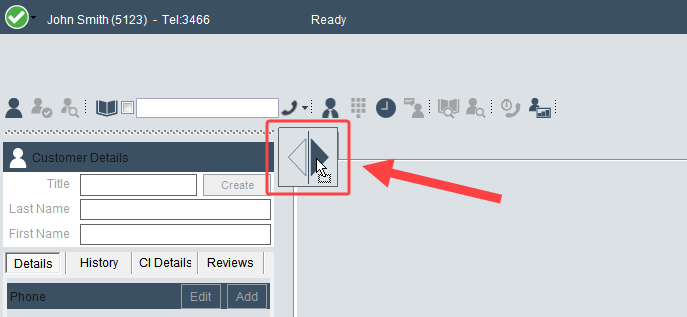 John Smith (5123) - Tel:3466 Ready
Customer Details
Title Create
Last Name
First Name
Details History CI Details Reviews
Phone Edit Add